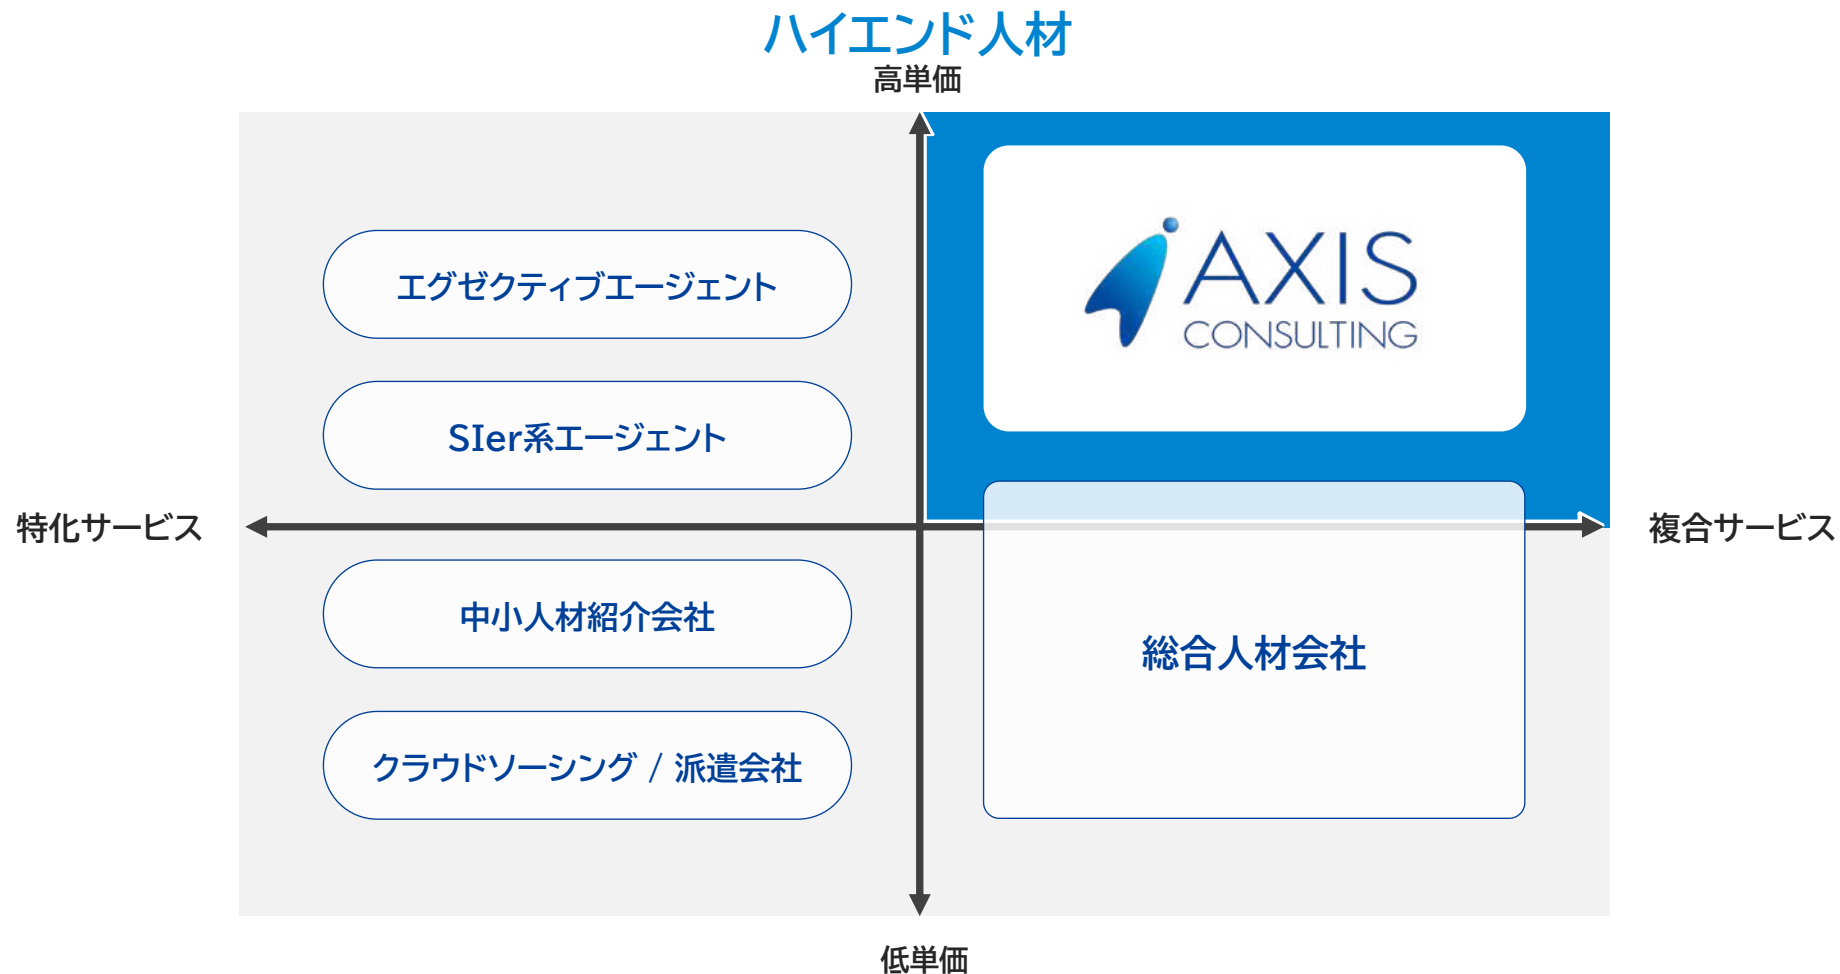 ハイエンド人材
高単価
AXIS
CONSULTING
エグゼクティブエージェント
SIer系エージェント
特化サービス
複合サービス
中小人材紹介会社
総合人材会社
クラウドソーシング / 派遣会社
低単価